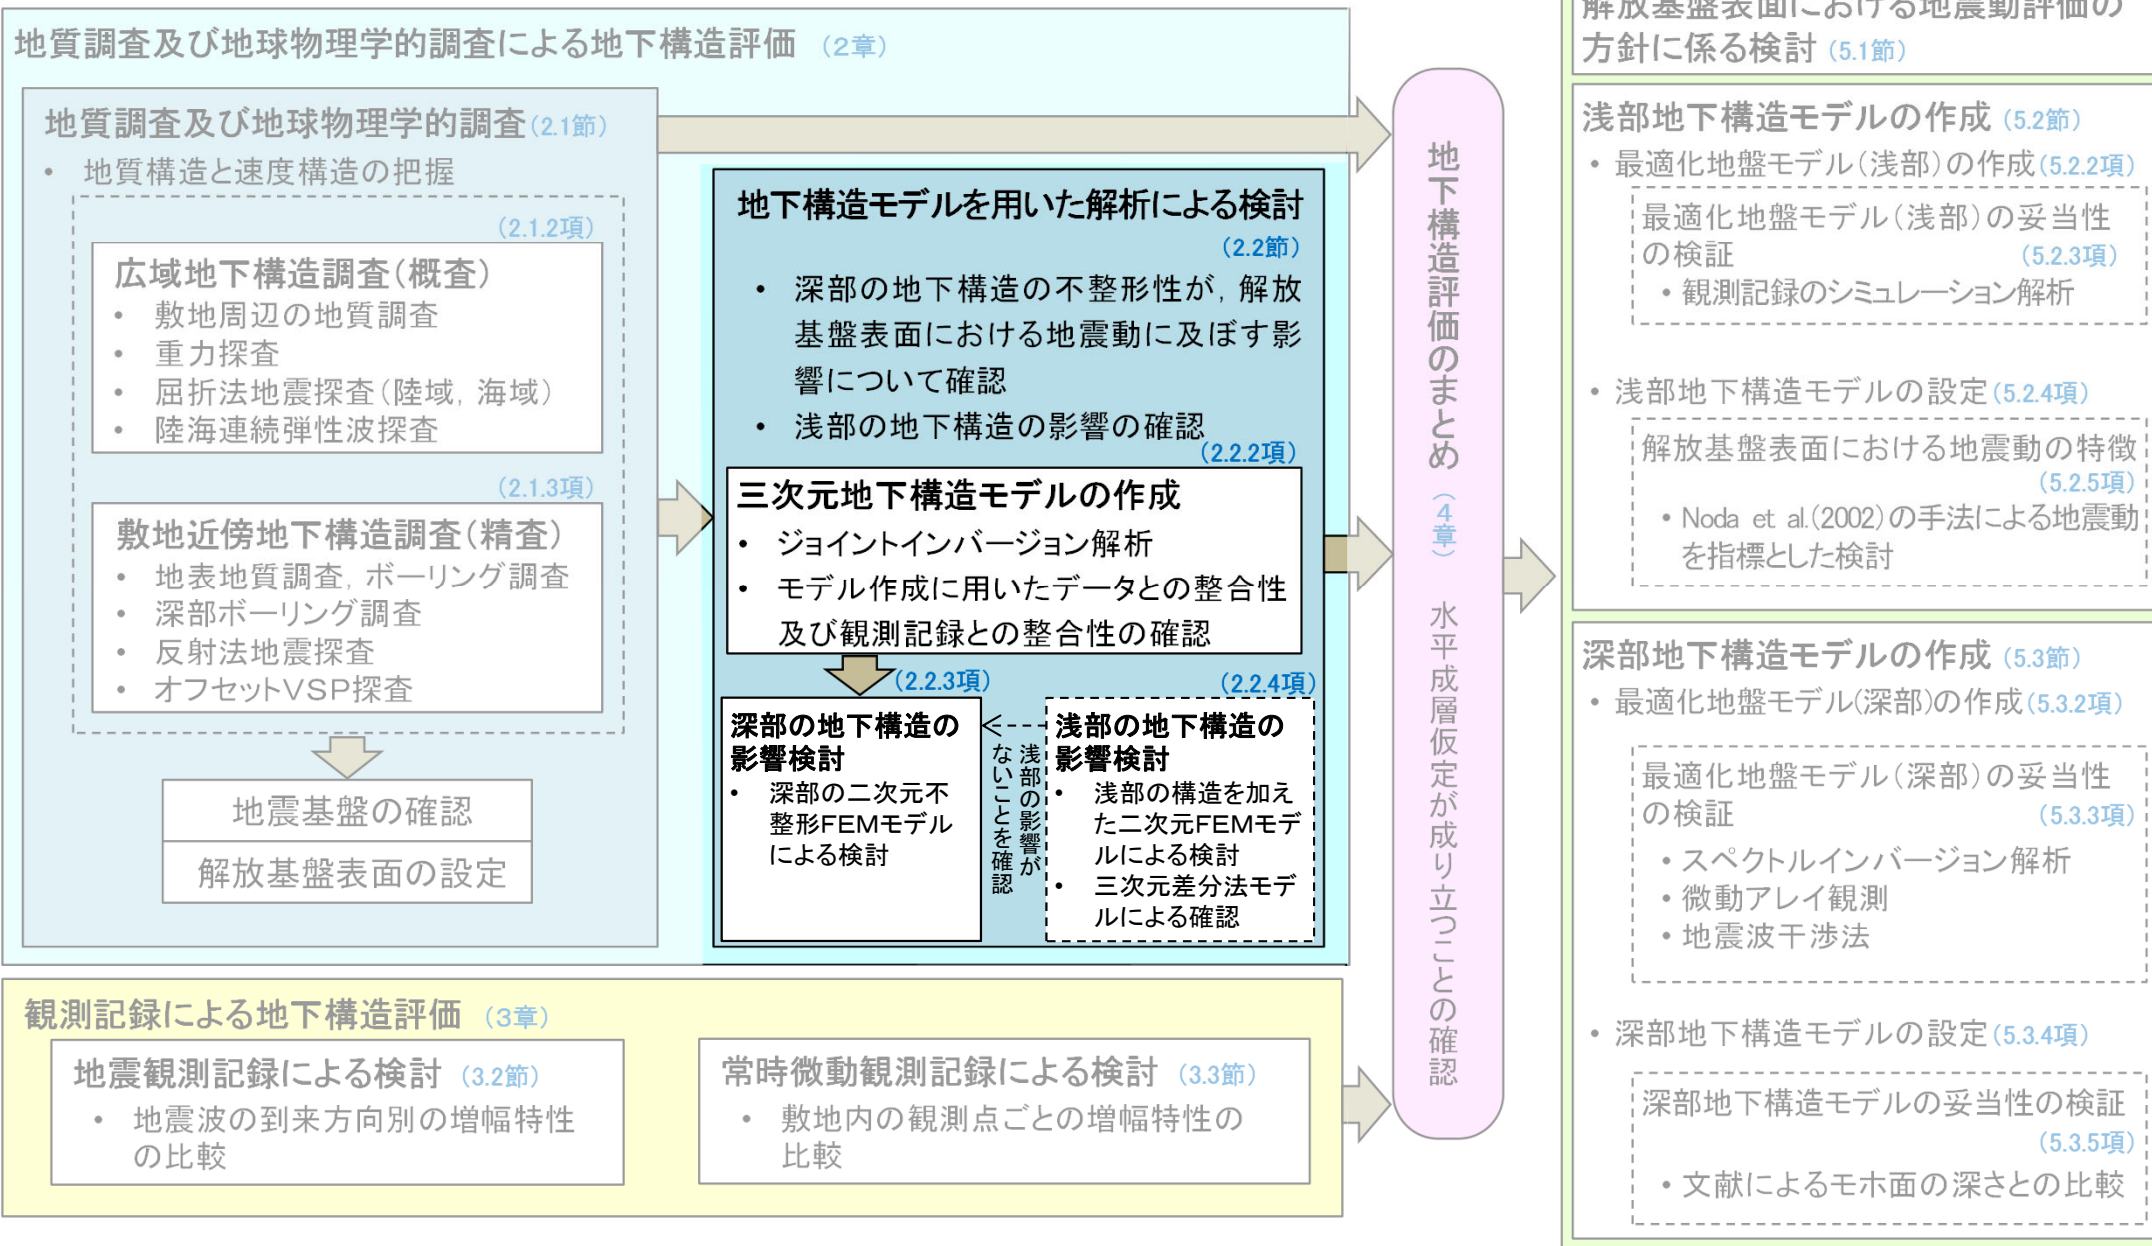 地質調査及び地球物理学的調査による地下構造評価 （２章）
地質調査及び地球物理学的調査(2.1節)
• 地質構造と速度構造の把握
(2.1.2項)
広域地下構造調査（概査）
• 敷地周辺の地質調査
• 重力探査
• 屈折法地震探査(陸域, 海域)
• 陸海連続弾性波探査
(2.1.3項)
敷地近傍地下構造調査（精査）
• 地表地質調査, ボーリング調査
• 深部ボーリング調査
• 反射法地震探査
• オフセットＶＳＰ探査
地震基盤の確認
解放基盤表面の設定
地下構造モデルを用いた解析による検討
(2.2節)
• 深部の地下構造の不整形性が, 解放
基盤表面における地震動に及ぼす影
響について確認
• 浅部の地下構造の影響の確認
(2.2.2項)
三次元地下構造モデルの作成
• ジョイントインバージョン解析
• モデル作成に用いたデータとの整合性
及び観測記録との整合性の確認
(2.2.3項)
深部の地下構造の
影響検討
• 深部の二次元不
整形FEMモデル
による検討
浅部の影響が
ないことを確認
(2.2.4項)
浅部の地下構造の
影響検討
• 浅部の構造を加え
た二次元FEMモデ
ルによる検討
• 三次元差分法モデ
ルによる確認
観測記録による地下構造評価 （３章）
地震観測記録による検討 (3.2節)
• 地震波の到来方向別の増幅特性
の比較
常時微動観測記録による検討 (3.3節)
• 敷地内の観測点ごとの増幅特性の
比較
地下構造評価のまとめ（４章） 水平成層仮定が成り立つことの確認
解放基盤表面における地震動評価の
方針に係る検討 (5.1節)
浅部地下構造モデルの作成 (5.2節)
• 最適化地盤モデル（浅部）の作成(5.2.2項)
最適化地盤モデル（浅部）の妥当性
の検証 (5.2.3項)
• 観測記録のシミュレーション解析
• 浅部地下構造モデルの設定(5.2.4項)
解放基盤表面における地震動の特徴
(5.2.5項)
• Noda et al.(2002)の手法による地震動
を指標とした検討
深部地下構造モデルの作成 (5.3節)
• 最適化地盤モデル(深部)の作成(5.3.2項)
最適化地盤モデル（深部）の妥当性
の検証 (5.3.3項)
• スペクトルインバージョン解析
• 微動アレイ観測
• 地震波干渉法
• 深部地下構造モデルの設定(5.3.4項)
深部地下構造モデルの妥当性の検証
(5.3.5項)
• 文献によるモホ面の深さとの比較